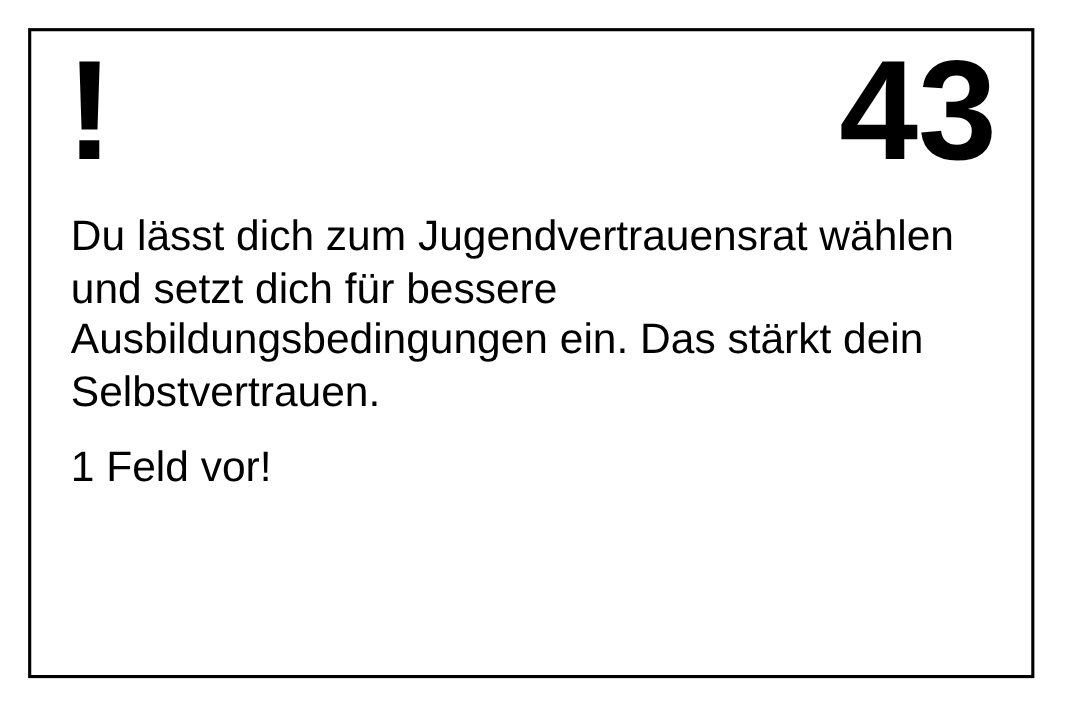 ! 43
Du lässt dich zum Jugendvertrauensrat wählen
und setzt dich für bessere
Ausbildungsbedingungen ein. Das stärkt dein
Selbstvertrauen.
1 Feld vor!